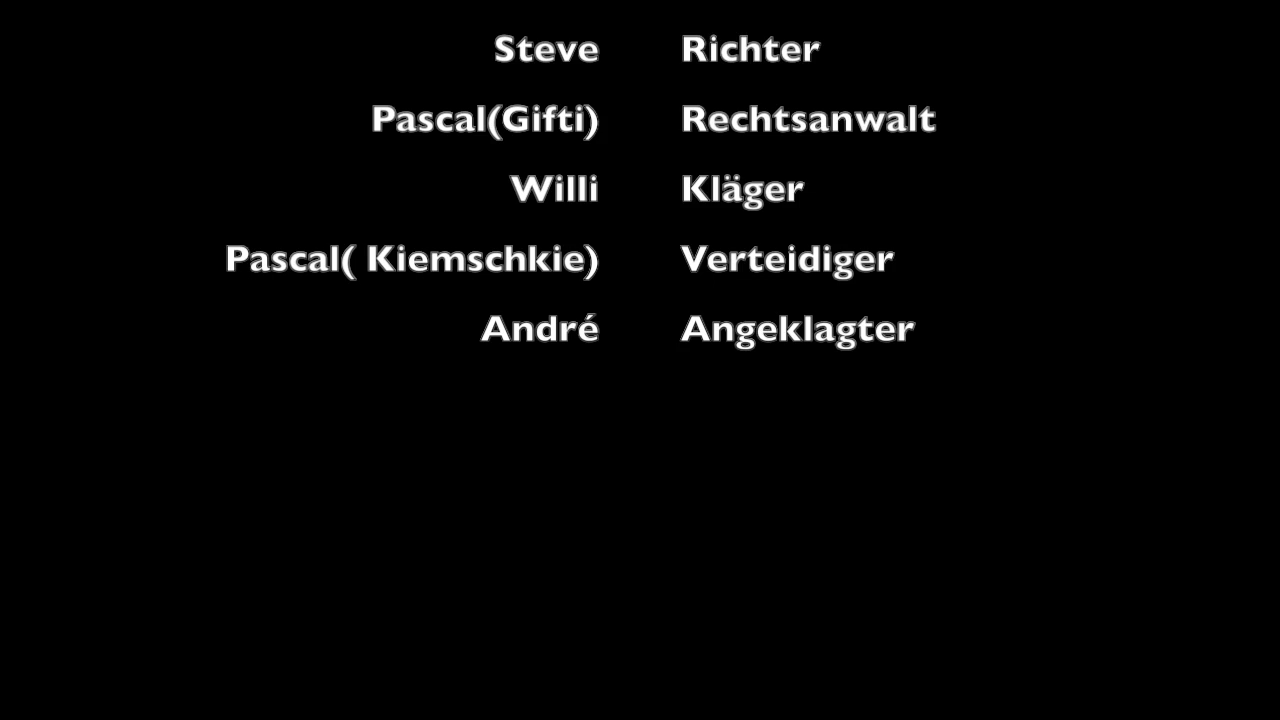 Steve Richter
Pascal(Gifti) Rechtsanwalt
Willi Kläger
Pascal( Kiemschkie) Verteidiger
André Angeklagter